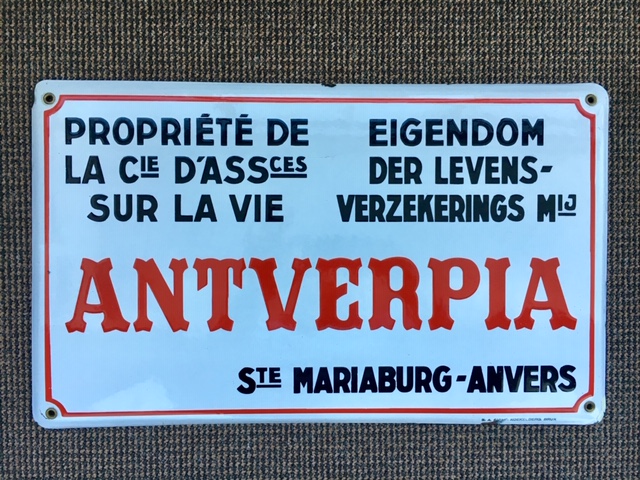 PROPRIÉTÉ DE
LA CIE D'ASSCES
SUR LA VIE
EIGENDOM
DER LEVENS-
VERZEKERINGS MIJ
ANTVERPIA
STE MARIABURG-ANVERS